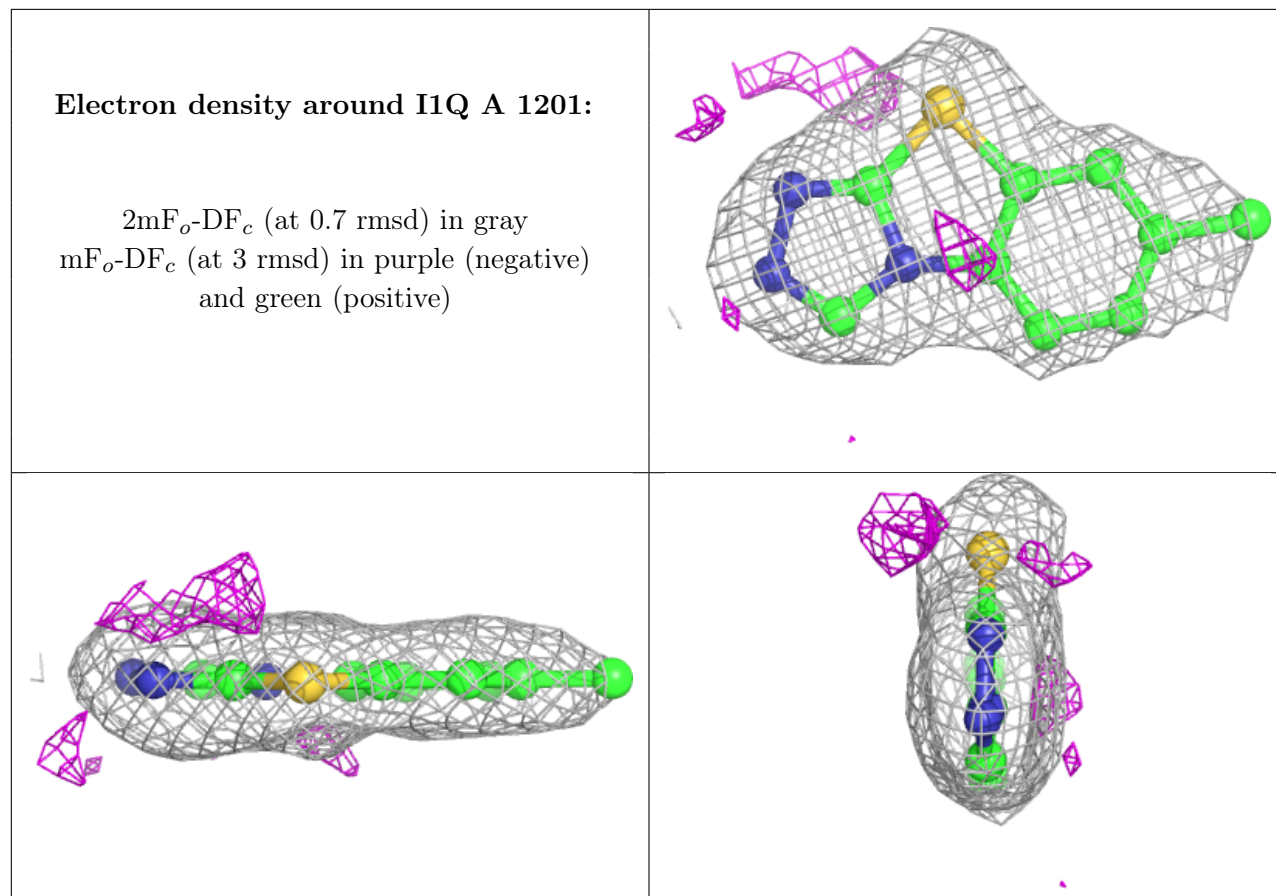 Electron density around I1Q A 1201:
2mFₒ-DF𝒸 (at 0.7 rmsd) in gray
mFₒ-DF𝒸 (at 3 rmsd) in purple (negative)
and green (positive)